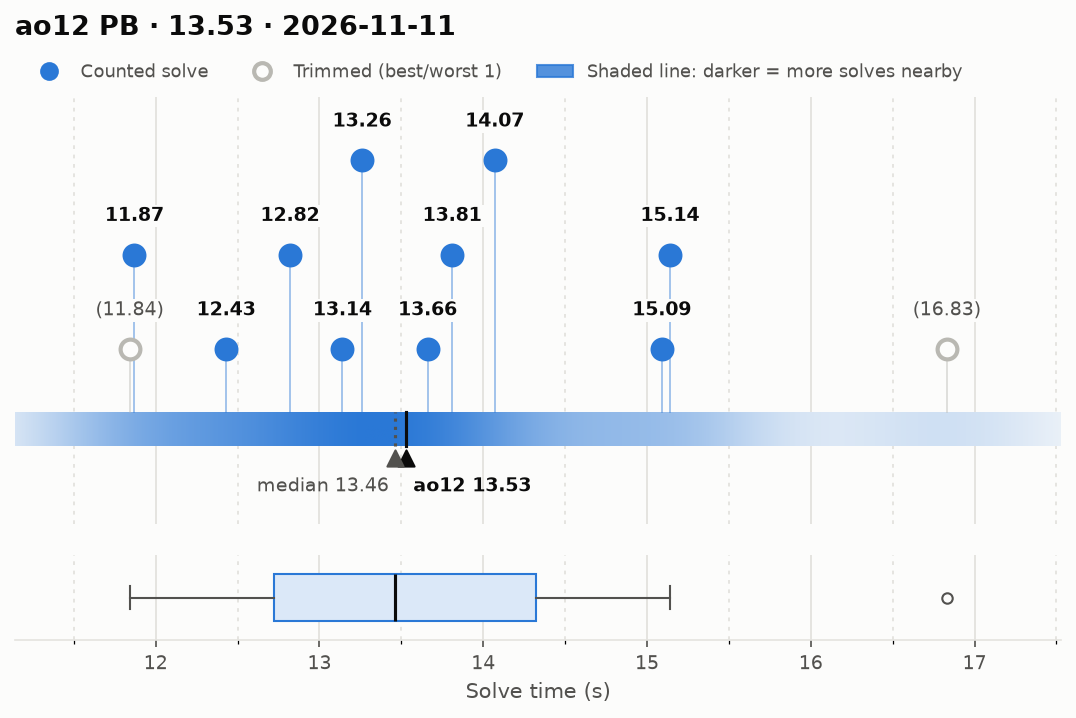 ao12 PB · 13.53 · 2026-11-11
Counted solve
Trimmed (best/worst 1)
Shaded line: darker = more solves nearby
13.26
14.07
11.87
12.82
13.81
15.14
(11.84)
12.43
13.14
13.66
15.09
(16.83)
median 13.46
ao12 13.53
12
13
14
15
16
17
Solve time (s)